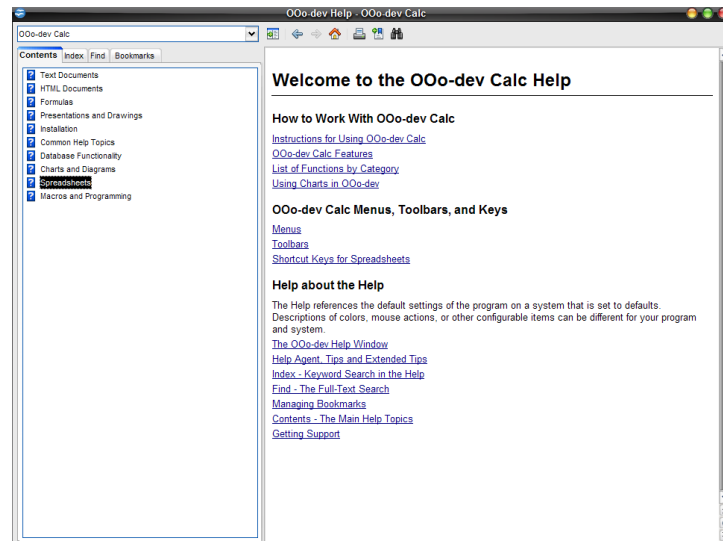 OOo-dev Help - OOo-dev Calc
OOo-dev Calc
Contents Index Find Bookmarks
Text Documents
HTML Documents
Formulas
Presentations and Drawings
Installation
Common Help Topics
Database Functionality
Charts and Diagrams
Spreadsheets
Macros and Programming
Welcome to the OOo-dev Calc Help
How to Work With OOo-dev Calc
Instructions for Using OOo-dev Calc
OOo-dev Calc Features
List of Functions by Category
Using Charts in OOo-dev
OOo-dev Calc Menus, Toolbars, and Keys
Menus
Toolbars
Shortcut Keys for Spreadsheets
Help about the Help
The Help references the default settings of the program on a system that is set to defaults.
Descriptions of colors, mouse actions, or other configurable items can be different for your program
and system.
The OOo-dev Help Window
Help Agent, Tips and Extended Tips
Index - Keyword Search in the Help
Find - The Full-Text Search
Managing Bookmarks
Contents - The Main Help Topics
Getting Support